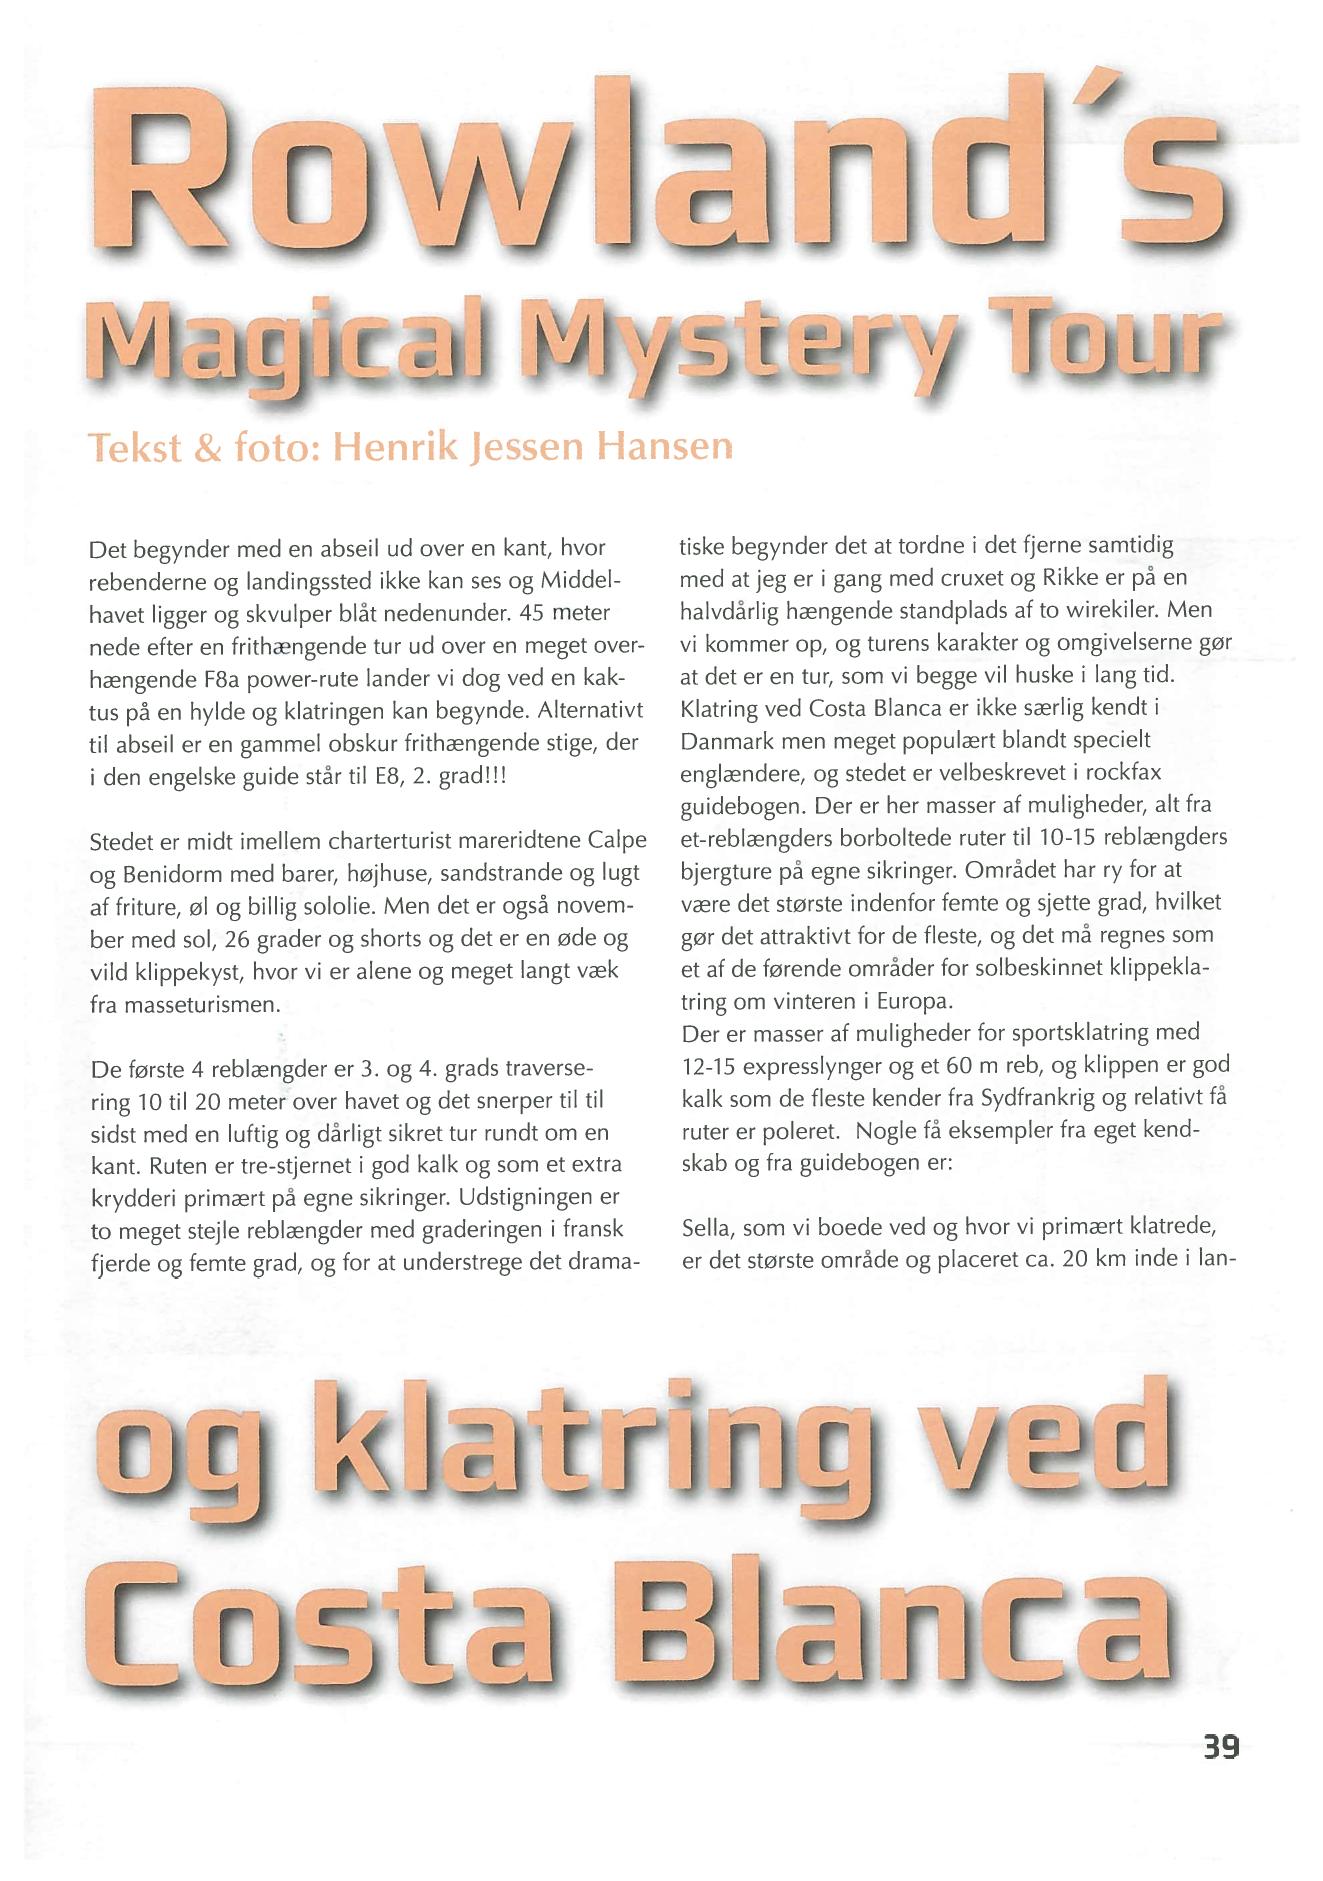 Rowland´s
Magical Mystery Tour
Tekst & foto: Henrik Jessen Hansen
Det begynder med en abseil ud over en kant, hvor
rebenderne og landingssted ikke kan ses og Middel-
havet ligger og skvulper blåt nedenunder. 45 meter
nede efter en frithængende tur ud over en meget over-
hængende F8a power-rute lander vi dog ved en kak-
tus på en hylde og klatringen kan begynde. Alternativt
til abseil er en gammel obskur frithængende stige, der
i den engelske guide står til E8, 2. grad!!!
Stedet er midt imellem charterturist mareridtene Calpe
og Benidorm med barer, højhuse, sandstrande og lugt
af friture, øl og billig sololie. Men det er også novem-
ber med sol, 26 grader og shorts og det er en øde og
vild klippekyst, hvor vi er alene og meget langt væk
fra masseturismen.
De første 4 reblængder er 3. og 4. grads traverse-
ring 10 til 20 meter over havet og det snerper til til
sidst med en luftig og dårligt sikret tur rundt om en
kant. Ruten er tre-stjernet i god kalk og som et extra
krydderi primært på egne sikringer. Udstigningen er
to meget stejle reblængder med graderingen i fransk
fjerde og femte grad, og for at understrege det drama-
tiske begynder det at tordne i det fjerne samtidig
med at jeg er i gang med cruxet og Rikke er på en
halvdårlig hængende standplads af to wirekiler. Men
vi kommer op, og turens karakter og omgivelserne gør
at det er en tur, som vi begge vil huske i lang tid.
Klatring ved Costa Blanca er ikke særlig kendt i
Danmark men meget populært blandt specielt
englændere, og stedet er velbeskrevet i rockfax
guidebogen. Der er her masser af muligheder, alt fra
et-reblængders borboltede ruter til 10-15 reblængders
bjergture på egne sikringer. Området har ry for at
være det største indenfor femte og sjette grad, hvilket
gør det attraktivt for de fleste, og det må regnes som
et af de førende områder for solbeskinnet klippekla-
tring om vinteren i Europa.
Der er masser af muligheder for sportsklatring med
12-15 expresslynger og et 60 m reb, og klippen er god
kalk som de fleste kender fra Sydfrankrig og relativt få
ruter er poleret.  Nogle få eksempler fra eget kend-
skab og fra guidebogen er:
Sella, som vi boede ved og hvor vi primært klatrede,
er det største område og placeret ca. 20 km inde i lan-
og klatring ved
Costa Blanca
39